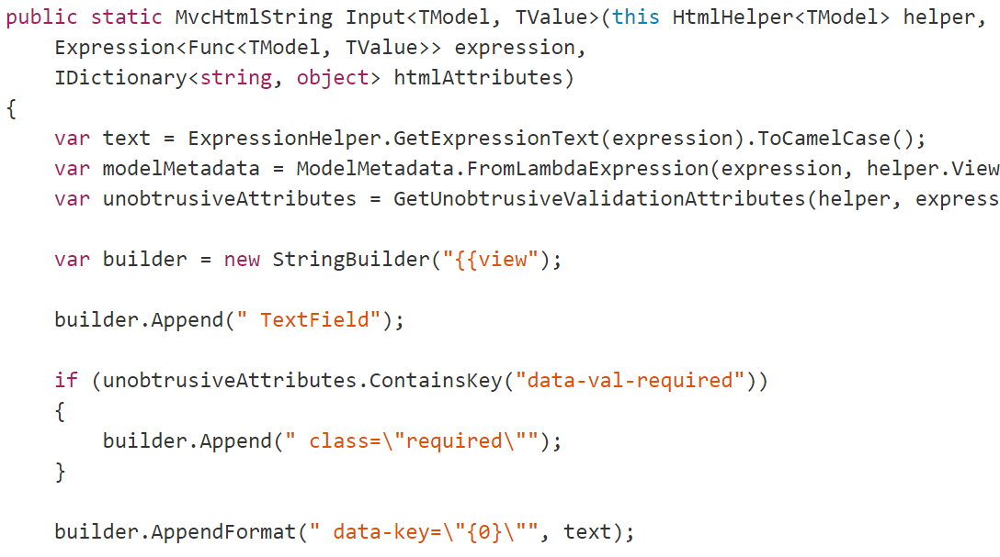 public static MvcHtmlString Input<TModel, TValue>(this HtmlHelper<TModel> helper,
    Expression<Func<TModel, TValue>> expression,
    IDictionary<string, object> htmlAttributes)
{
    var text = ExpressionHelper.GetExpressionText(expression).ToCamelCase();
    var modelMetadata = ModelMetadata.FromLambdaExpression(expression, helper.View
    var unobtrusiveAttributes = GetUnobtrusiveValidationAttributes(helper, express
    var builder = new StringBuilder("{{view");
    builder.Append(" TextField");
    if (unobtrusiveAttributes.ContainsKey("data-val-required"))
    {
        builder.Append(" class=\"required\"");
    }
    builder.AppendFormat(" data-key=\"{0}\"", text);